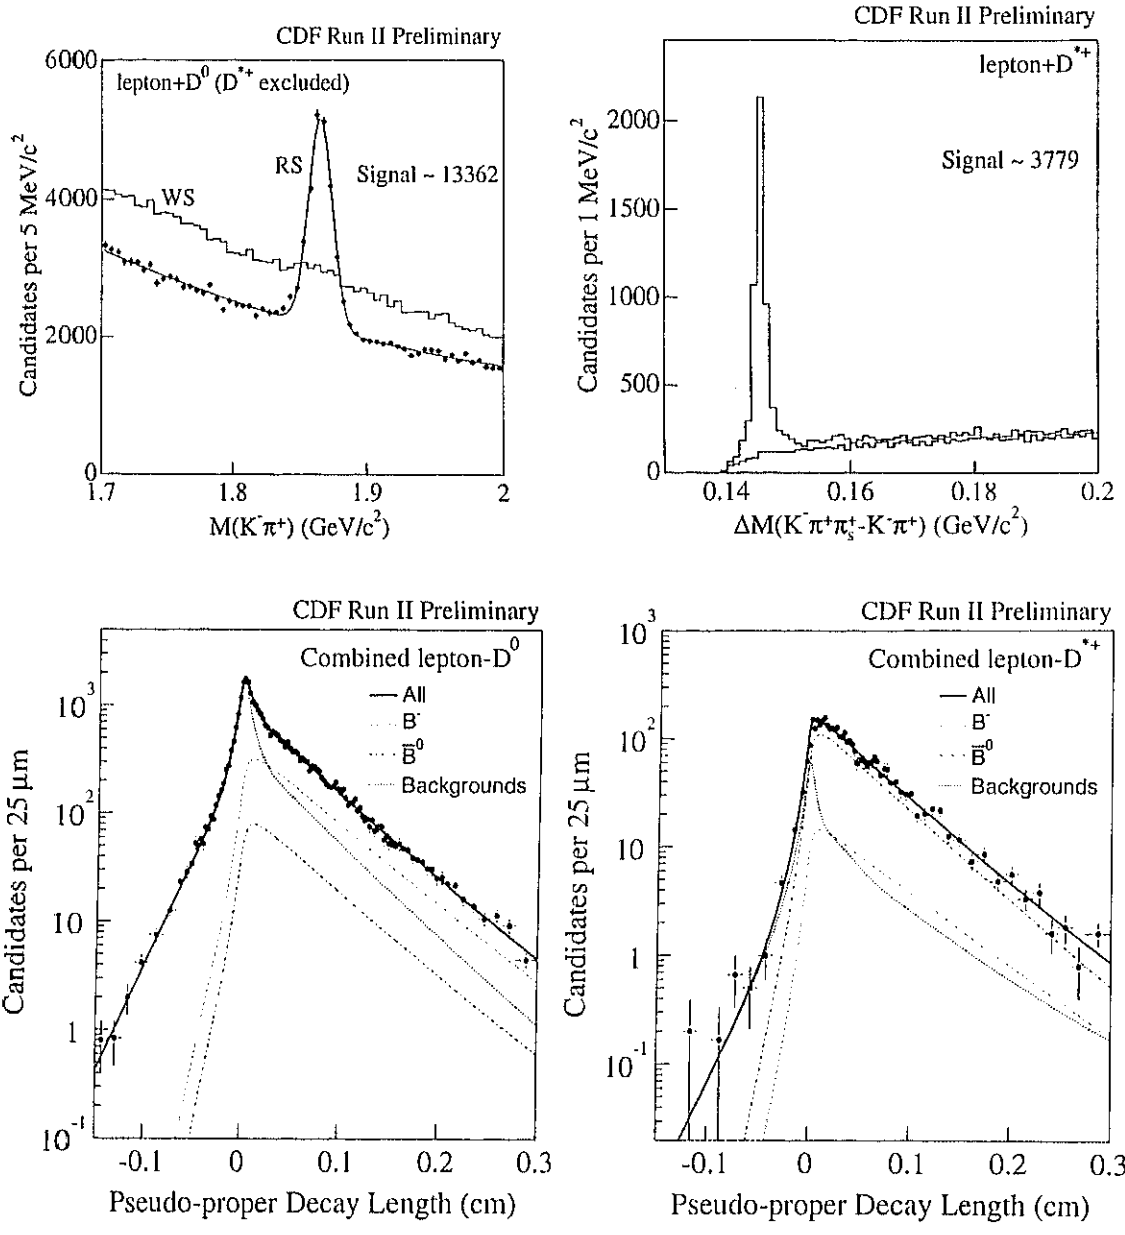 CDF Run II Preliminary
lepton+D⁰ (D*⁺ excluded)
RS
Signal ~ 13362
WS
Candidates per 5 MeV/c²
6000
4000
2000
0
1.7
1.8
1.9
2
M(K⁻π⁺) (GeV/c²)
CDF Run II Preliminary
lepton+D*⁺
Signal ~ 3779
Candidates per 1 MeV/c²
2000
1500
1000
500
0
0.14
0.16
0.18
0.2
ΔM(K⁻π⁺πₛ⁺-K⁻π⁺) (GeV/c²)
CDF Run II Preliminary
Combined lepton-D⁰
All
B⁻
B̅⁰
Backgrounds
Candidates per 25 μm
10³
10²
10
1
10⁻¹
-0.1
0
0.1
0.2
0.3
Pseudo-proper Decay Length (cm)
CDF Run II Preliminary
Combined lepton-D*⁺
All
B⁻
B̅⁰
Backgrounds
Candidates per 25 μm
10³
10²
10
1
10⁻¹
-0.1
0
0.1
0.2
0.3
Pseudo-proper Decay Length (cm)